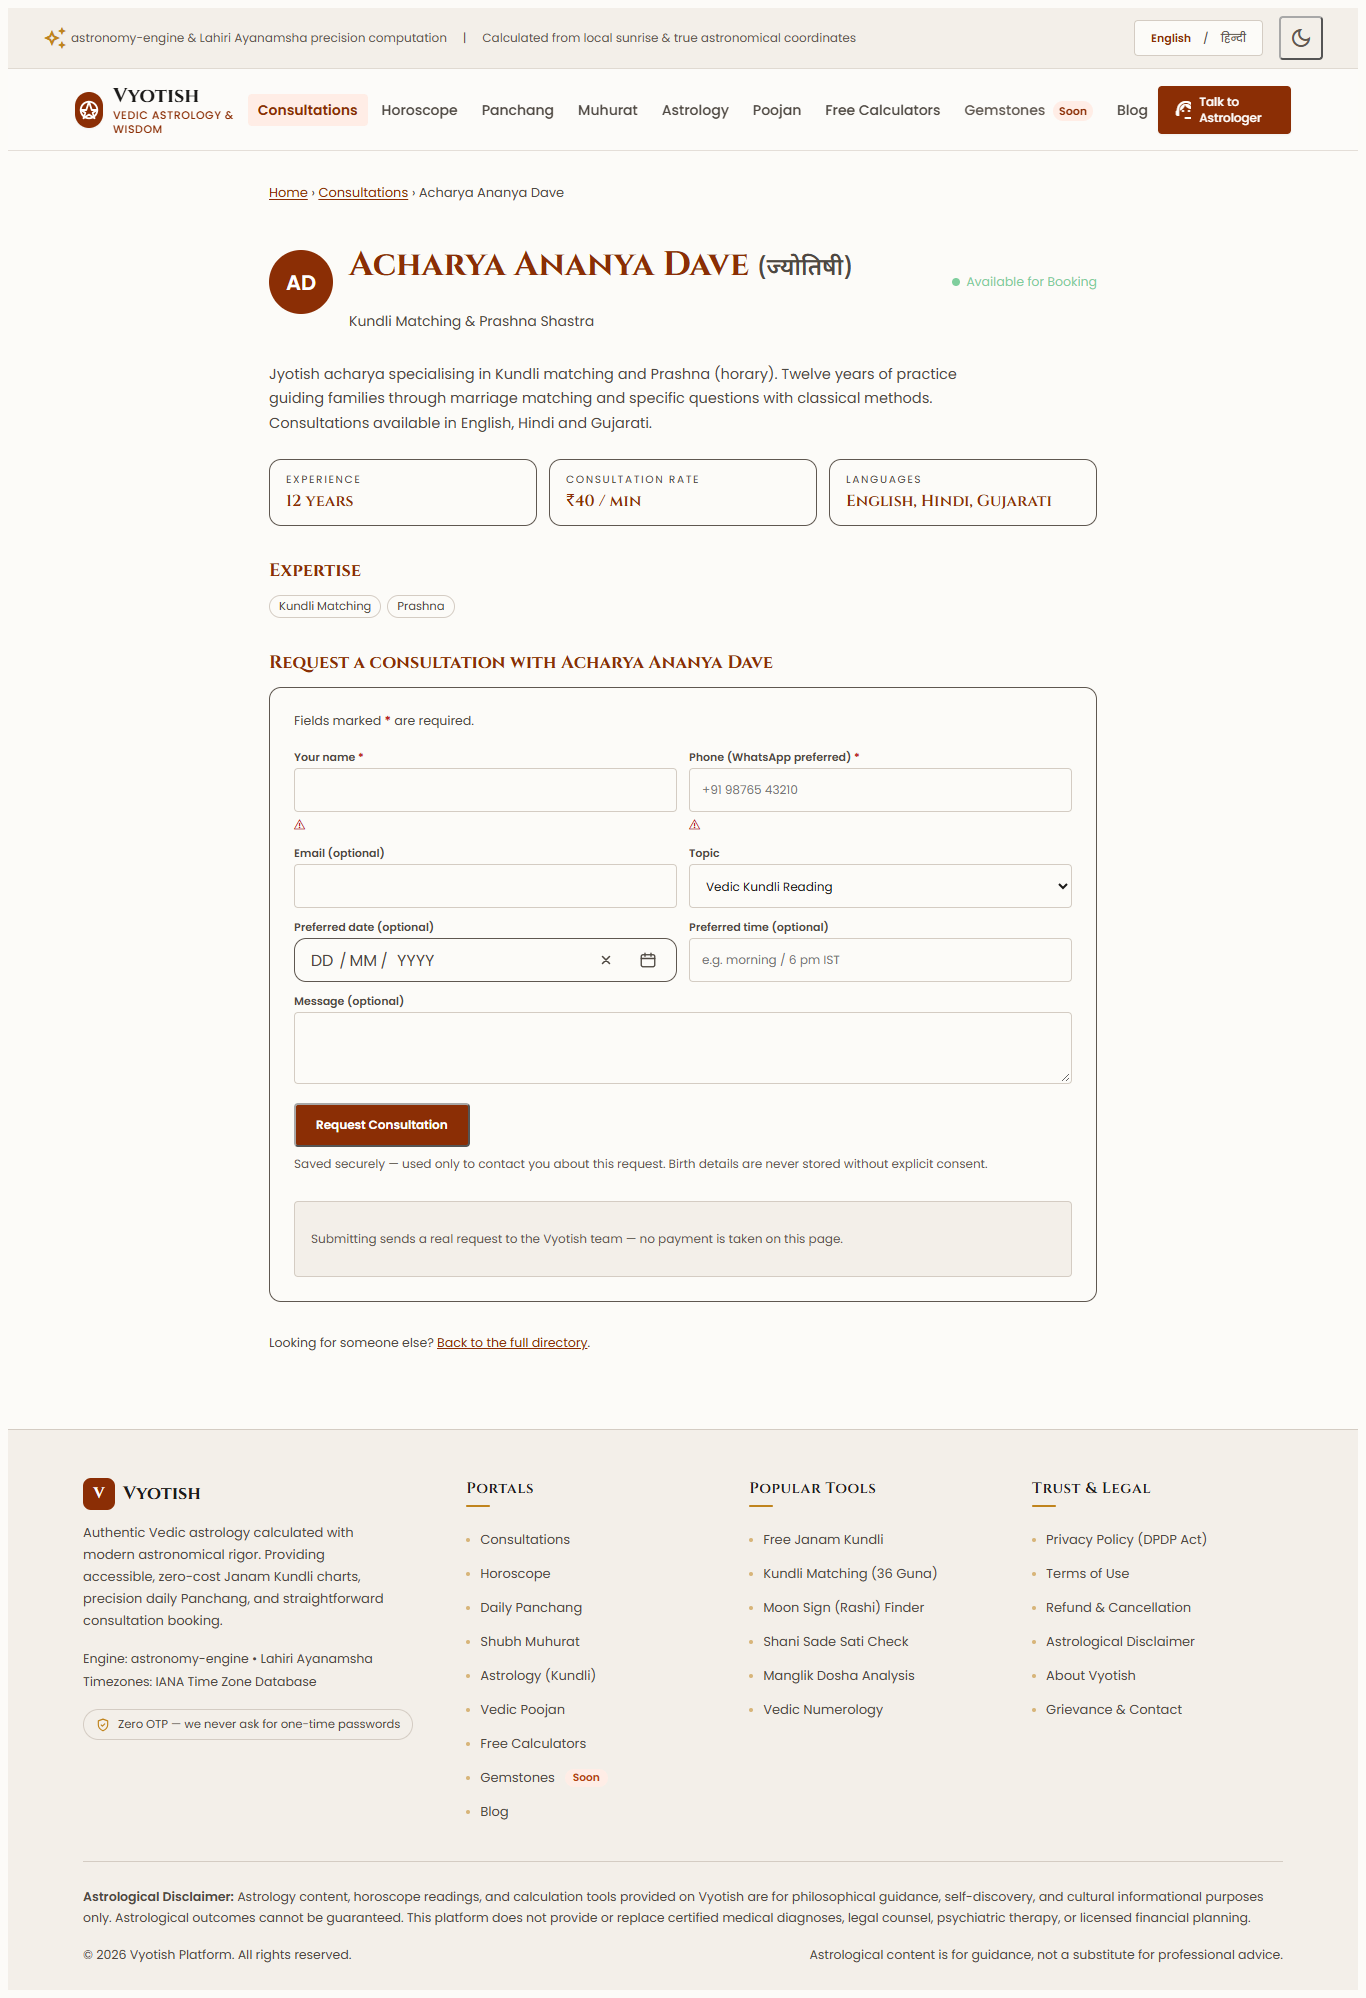 astronomy-engine & Lahiri Ayanamsha precision computation | Calculated from local sunrise & true astronomical coordinates
English / हिन्दी
Vyotish
VEDIC ASTROLOGY & WISDOM
Consultations Horoscope Panchang Muhurat Astrology Poojan Free Calculators Gemstones Soon Blog
Talk to Astrologer
Home › Consultations › Acharya Ananya Dave
AD
Acharya Ananya Dave (ज्योतिषी)
Available for Booking
Kundli Matching & Prashna Shastra
Jyotish acharya specialising in Kundli matching and Prashna (horary). Twelve years of practice
guiding families through marriage matching and specific questions with classical methods.
Consultations available in English, Hindi and Gujarati.
EXPERIENCE
12 years
CONSULTATION RATE
₹40 / min
LANGUAGES
English, Hindi, Gujarati
Expertise
Kundli Matching Prashna
Request a consultation with Acharya Ananya Dave
Fields marked * are required.
Your name *
Phone (WhatsApp preferred) *
+91 98765 43210
Email (optional)
Topic
Vedic Kundli Reading
Preferred date (optional)
Preferred time (optional)
DD / MM / YYYY
e.g. morning / 6 pm IST
Message (optional)
Request Consultation
Saved securely — used only to contact you about this request. Birth details are never stored without explicit consent.
Submitting sends a real request to the Vyotish team — no payment is taken on this page.
Looking for someone else? Back to the full directory.
V Vyotish
Authentic Vedic astrology calculated with
modern astronomical rigor. Providing
accessible, zero-cost Janam Kundli charts,
precision daily Panchang, and straightforward
consultation booking.
Engine: astronomy-engine • Lahiri Ayanamsha
Timezones: IANA Time Zone Database
Zero OTP — we never ask for one-time passwords
Portals
Consultations
Horoscope
Daily Panchang
Shubh Muhurat
Astrology (Kundli)
Vedic Poojan
Free Calculators
Gemstones Soon
Blog
Popular Tools
Free Janam Kundli
Kundli Matching (36 Guna)
Moon Sign (Rashi) Finder
Shani Sade Sati Check
Manglik Dosha Analysis
Vedic Numerology
Trust & Legal
Privacy Policy (DPDP Act)
Terms of Use
Refund & Cancellation
Astrological Disclaimer
About Vyotish
Grievance & Contact
Astrological Disclaimer: Astrology content, horoscope readings, and calculation tools provided on Vyotish are for philosophical guidance, self-discovery, and cultural informational purposes
only. Astrological outcomes cannot be guaranteed. This platform does not provide or replace certified medical diagnoses, legal counsel, psychiatric therapy, or licensed financial planning.
© 2026 Vyotish Platform. All rights reserved.
Astrological content is for guidance, not a substitute for professional advice.